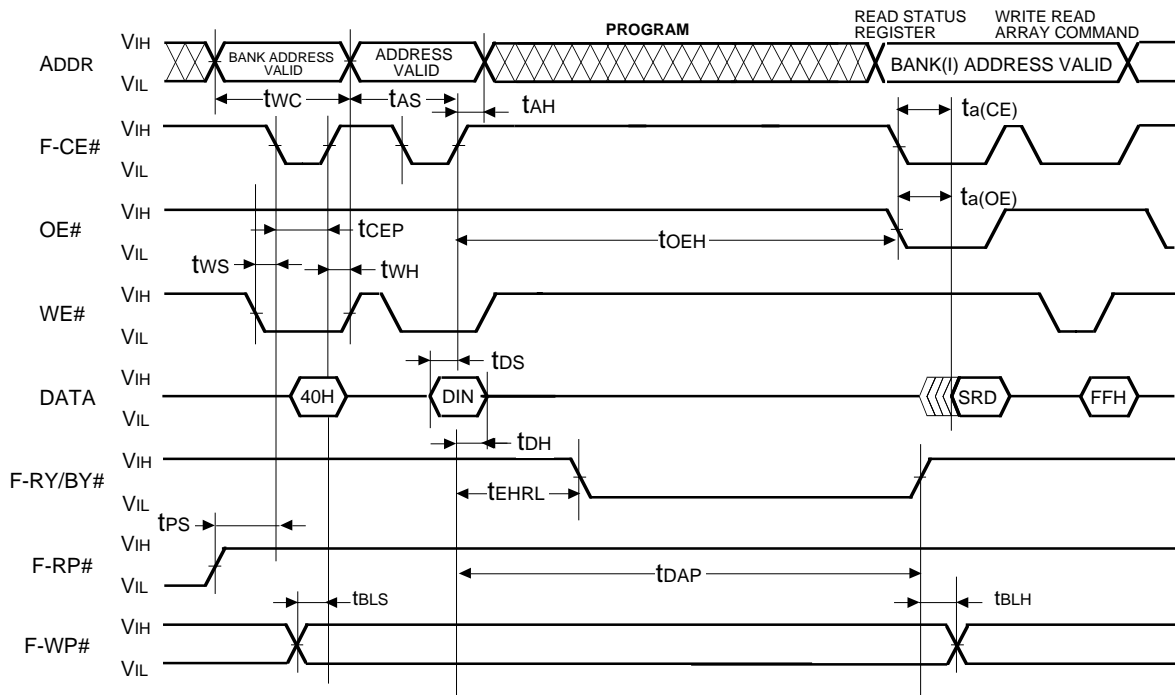 PROGRAM
READ STATUS REGISTER
WRITE READ ARRAY COMMAND
ADDR
VIH
VIL
BANK ADDRESS VALID
ADDRESS VALID
BANK(I) ADDRESS VALID
tWC
tAS
tAH
ta(CE)
F-CE#
VIH
VIL
ta(OE)
OE#
VIH
VIL
tCEP
tOEH
tWS
tWH
WE#
VIH
VIL
tDS
DATA
VIH
VIL
40H
DIN
SRD
FFH
tDH
F-RY/BY#
VIH
VIL
tEHRL
tPS
F-RP#
VIH
VIL
tDAP
tBLS
tBLH
F-WP#
VIH
VIL